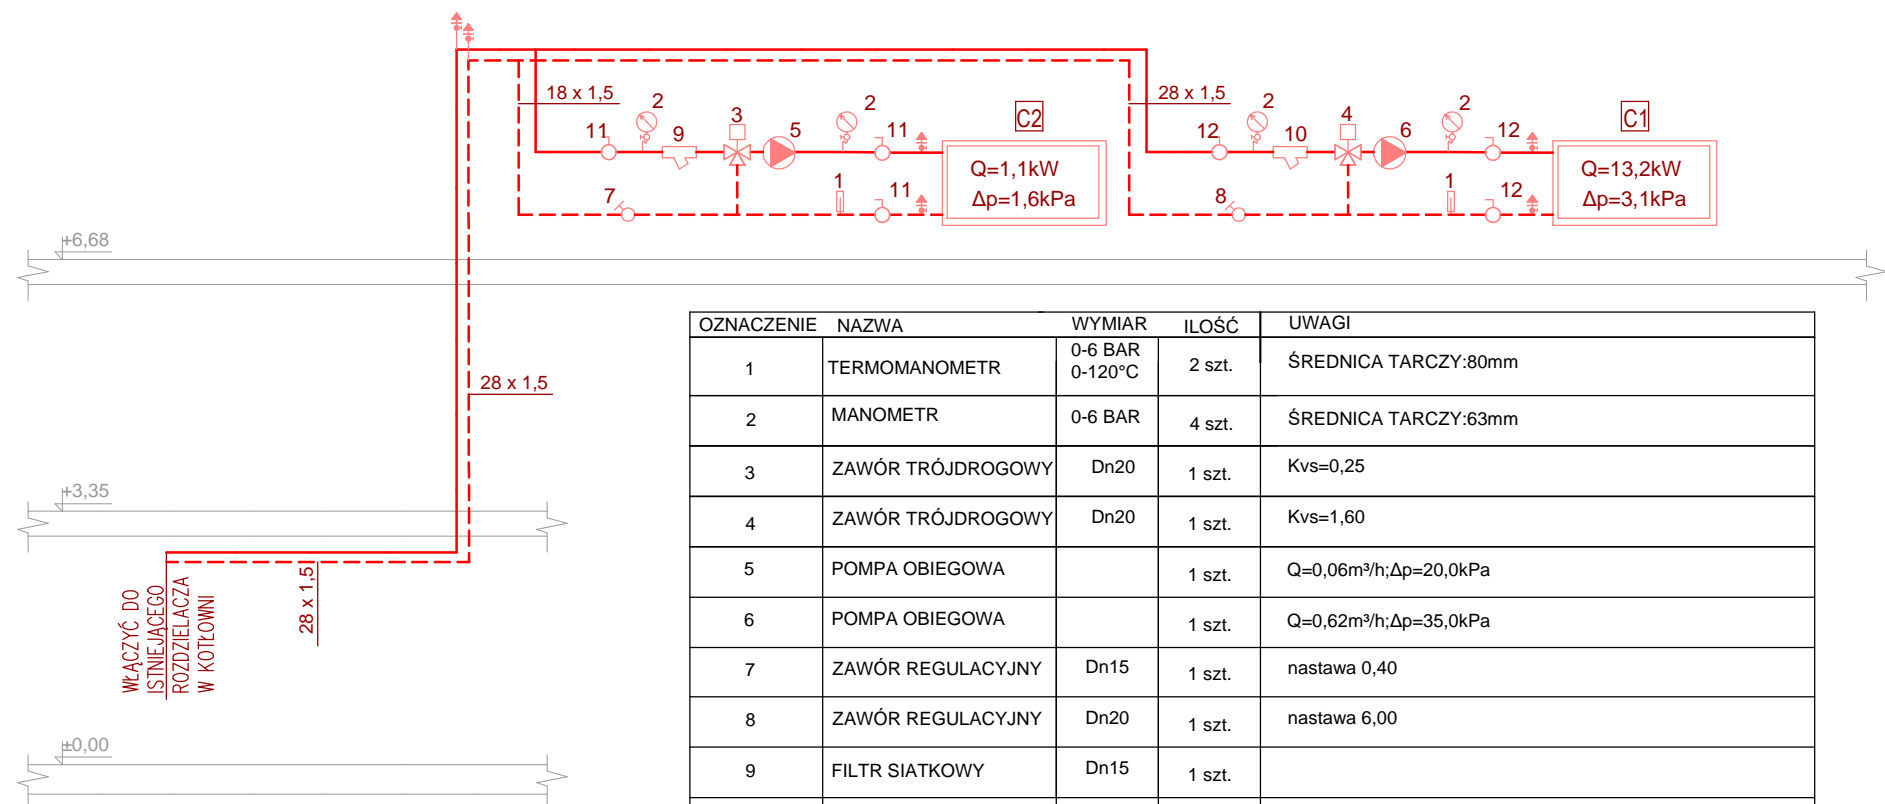 18 x 1,5
2
2
C2
28 x 1,5
2
2
C1
11
9
3
5
11
12
10
4
6
12
Q=1,1kW
Δp=1,6kPa
Q=13,2kW
Δp=3,1kPa
7
1
11
8
1
12
+6,68
28 x 1,5
+3,35
28 x 1,5
WŁĄCZYĆ DO
ISTNIEJĄCEGO
ROZDZIELACZA
W KOTŁOWNI
±0,00
OZNACZENIE NAZWA WYMIAR ILOŚĆ UWAGI
1 TERMOMANOMETR 0-6 BAR 0-120°C 2 szt. ŚREDNICA TARCZY:80mm
2 MANOMETR 0-6 BAR 4 szt. ŚREDNICA TARCZY:63mm
3 ZAWÓR TRÓJDROGOWY Dn20 1 szt. Kvs=0,25
4 ZAWÓR TRÓJDROGOWY Dn20 1 szt. Kvs=1,60
5 POMPA OBIEGOWA 1 szt. Q=0,06m³/h;Δp=20,0kPa
6 POMPA OBIEGOWA 1 szt. Q=0,62m³/h;Δp=35,0kPa
7 ZAWÓR REGULACYJNY Dn15 1 szt. nastawa 0,40
8 ZAWÓR REGULACYJNY Dn20 1 szt. nastawa 6,00
9 FILTR SIATKOWY Dn15 1 szt.